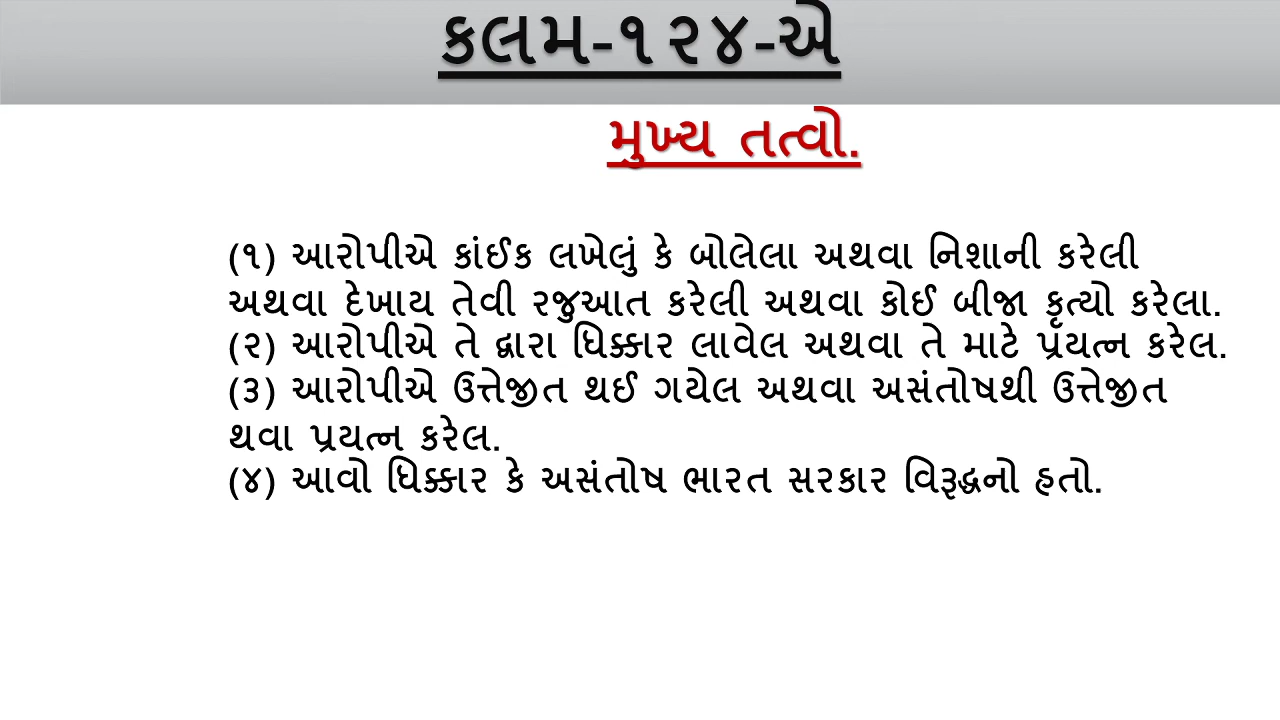 કલમ-૧૨૪-એ
મુખ્ય તત્વો.
(૧) આરોપીએ કાંઈક લખેલું કે બોલેલા અથવા નિશાની કરેલી
અથવા દેખાય તેવી રજુઆત કરેલી અથવા કોઈ બીજા કૃત્યો કરેલા.
(૨) આરોપીએ તે દ્વારા ધિક્કાર લાવેલ અથવા તે માટે પ્રયત્ન કરેલ.
(૩) આરોપીએ ઉત્તેજીત થઈ ગયેલ અથવા અસંતોષથી ઉત્તેજીત
થવા પ્રયત્ન કરેલ.
(૪) આવો ધિક્કાર કે અસંતોષ ભારત સરકાર વિરૂદ્ધનો હતો.